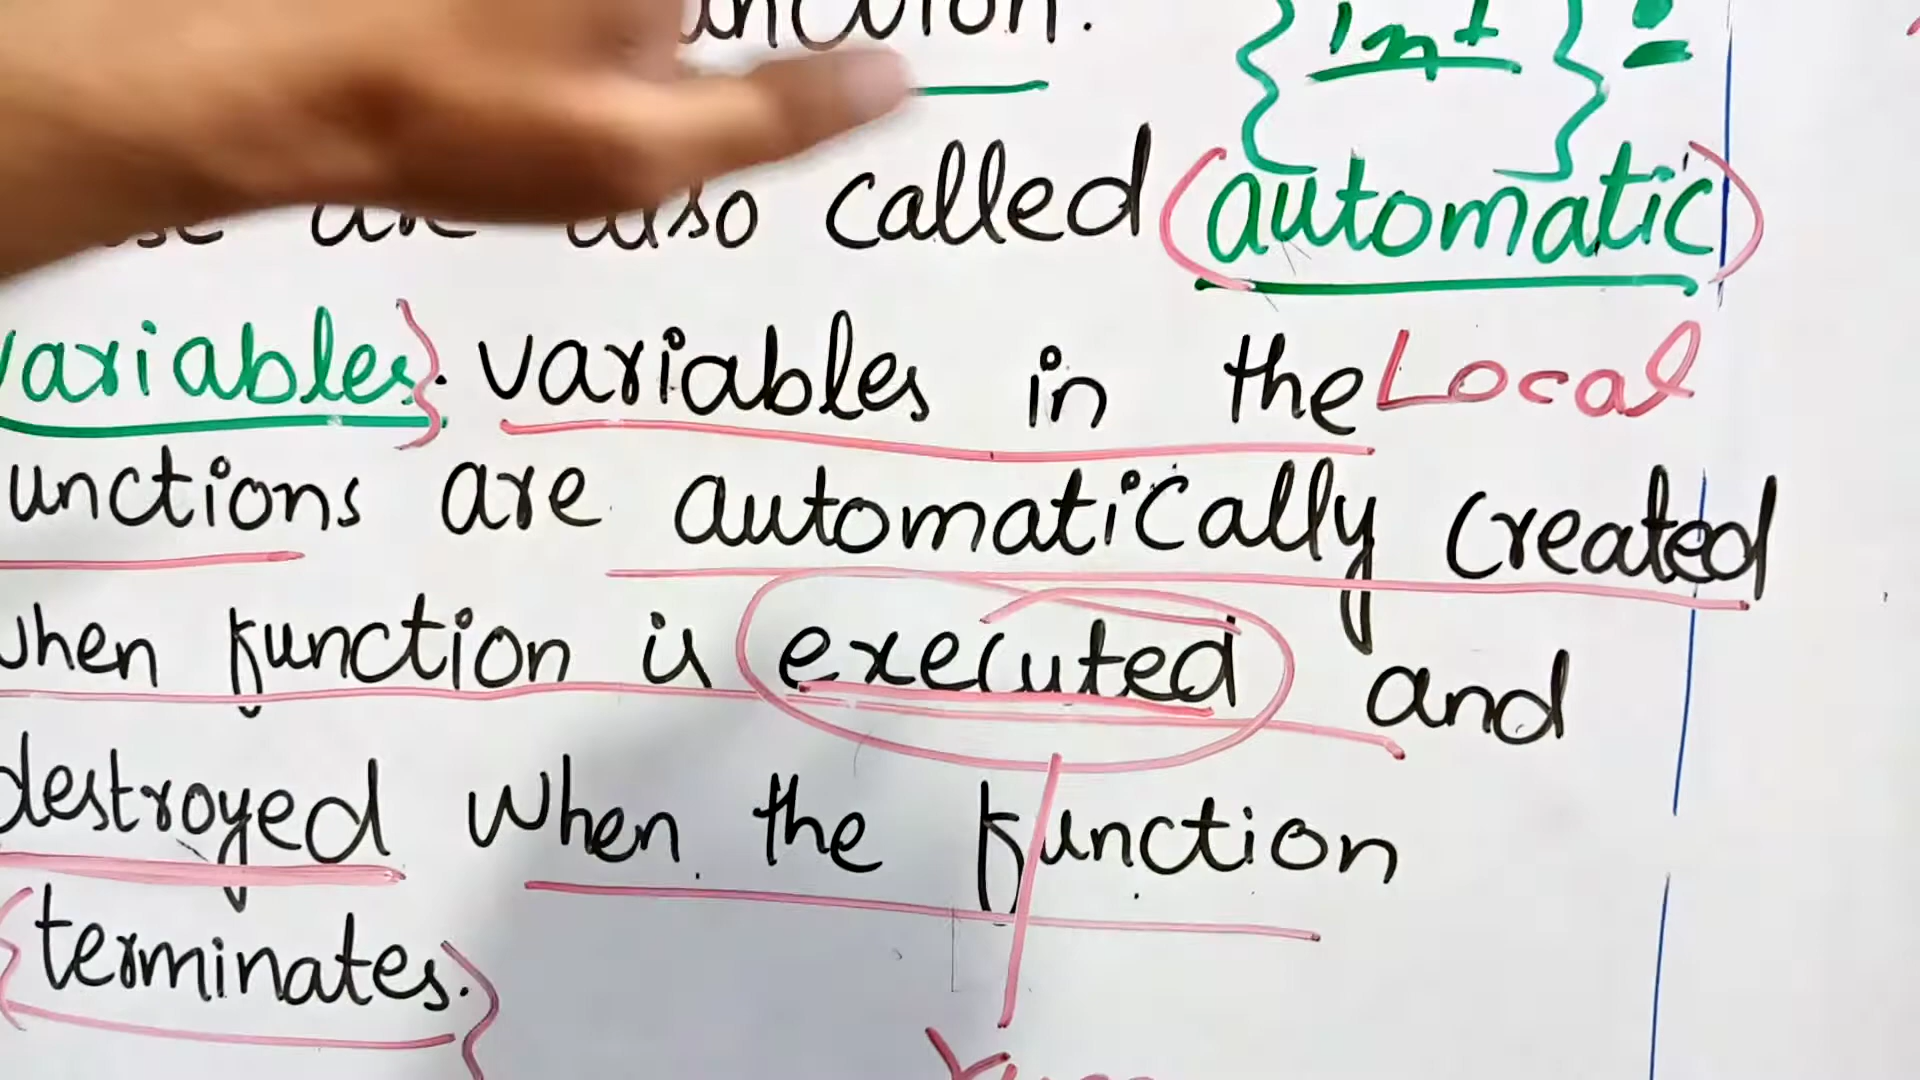 int
also called automatic
variables. variables in the Local
unctions are automatically created
when function is executed and
destroyed when the function
terminates.